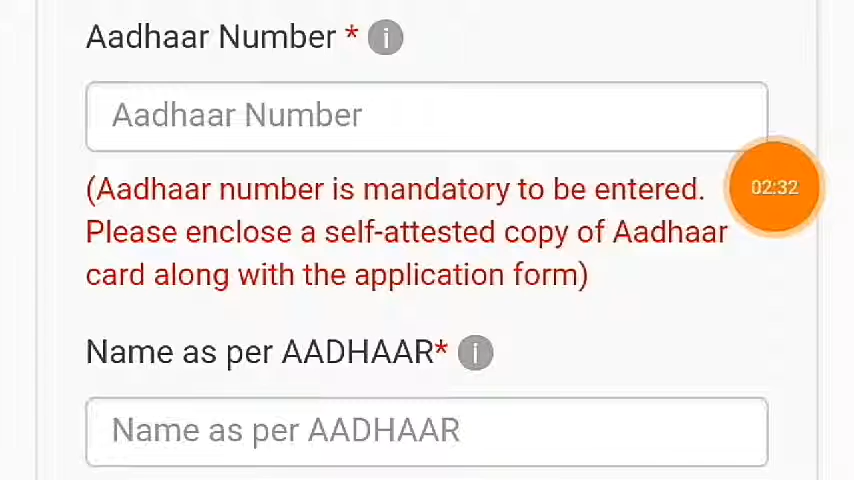 Aadhaar Number * i
Aadhaar Number
(Aadhaar number is mandatory to be entered.
02:32
Please enclose a self-attested copy of Aadhaar
card along with the application form)
Name as per AADHAAR* i
Name as per AADHAAR